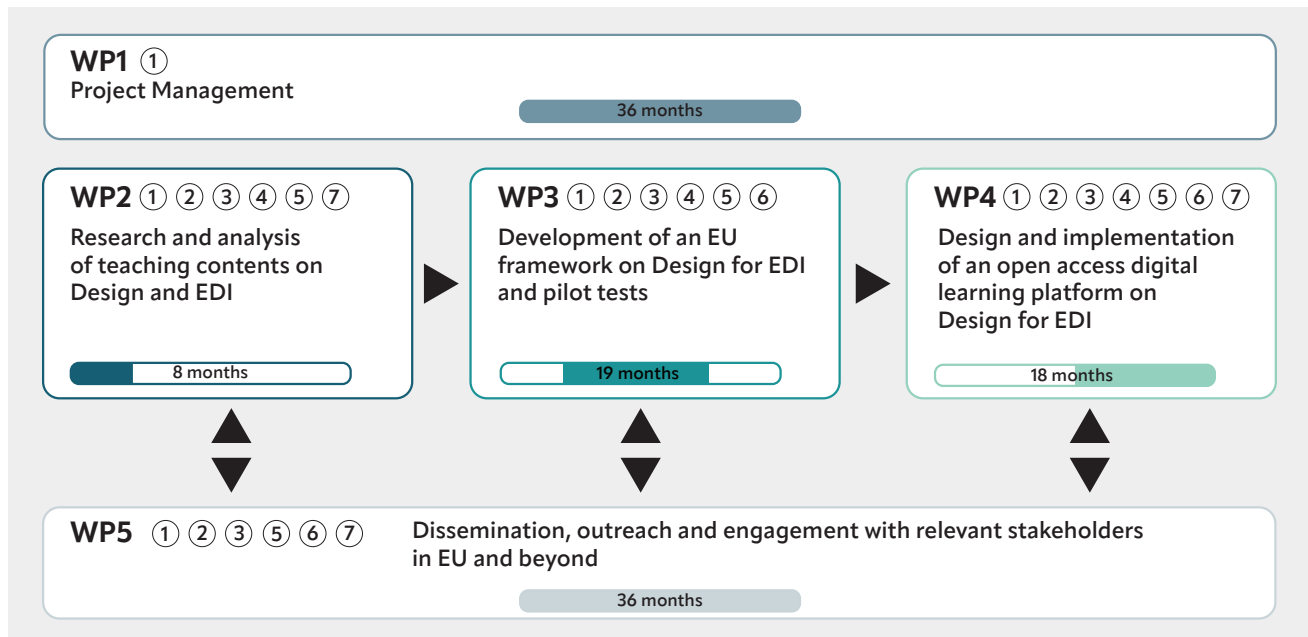 WP1 ①
Project Management
36 months
WP2 ① ② ③ ④ ⑤ ⑦
Research and analysis
of teaching contents on
Design and EDI
8 months
WP3 ① ② ③ ④ ⑤ ⑥
Development of an EU
framework on Design for EDI
and pilot tests
19 months
WP4 ① ② ③ ④ ⑤ ⑥ ⑦
Design and implementation
of an open access digital
learning platform on
Design for EDI
18 months
WP5 ① ② ③ ⑤ ⑥ ⑦
Dissemination, outreach and engagement with relevant stakeholders
in EU and beyond
36 months